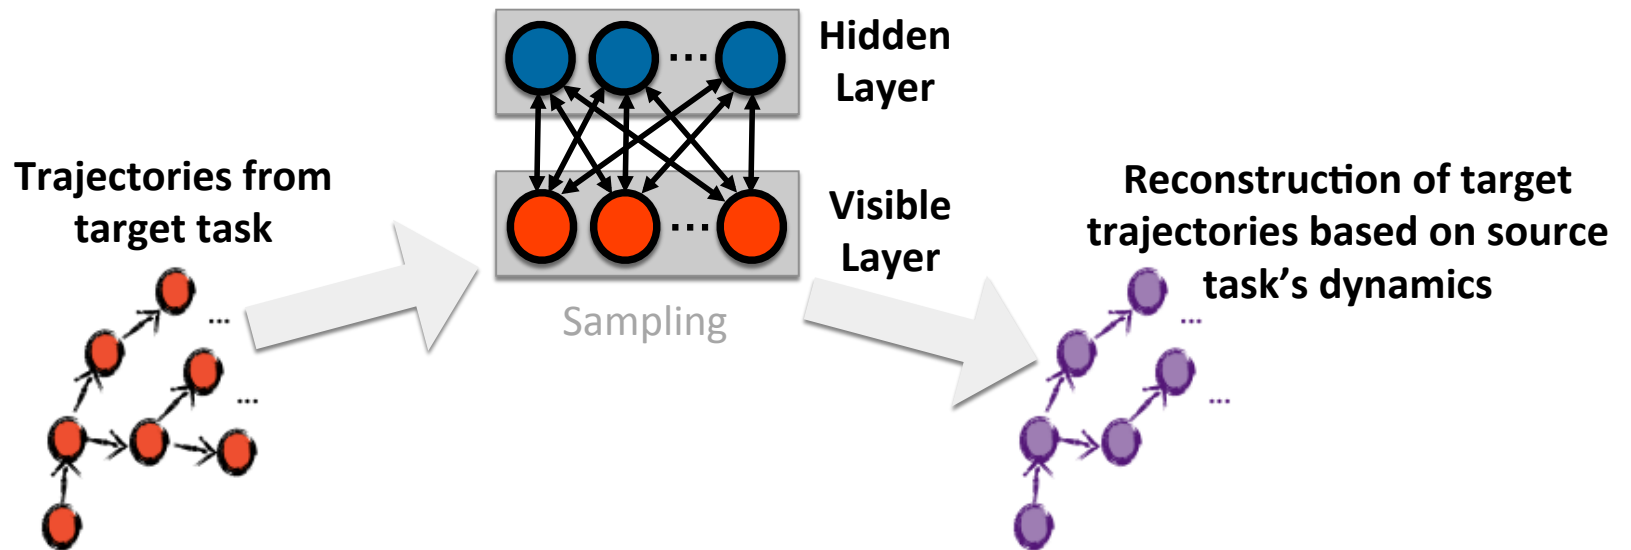 Trajectories from
target task
...
...
...
Hidden
Layer
...
Visible
Layer
Sampling
Reconstruction of target
trajectories based on source
task's dynamics
...
...